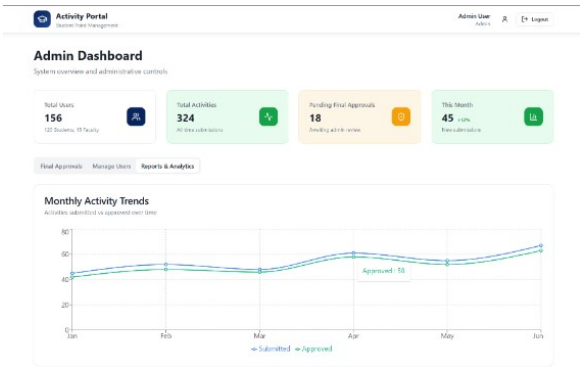 Activity Portal
Student Point Management
Admin User
Admin
Logout
Admin Dashboard
System overview and administrative controls
Total Users
156
Students, Faculty
Total Activities
324
All time submissions
Pending Final Approvals
18
Awaiting admin review
This Month
45
New submissions
Final Approvals
Manage Users
Reports & Analytics
Monthly Activity Trends
Activities submitted vs approved over time
80
60
40
20
0
Approved : 58
Jan
Feb
Mar
Apr
May
Jun
Submitted
Approved